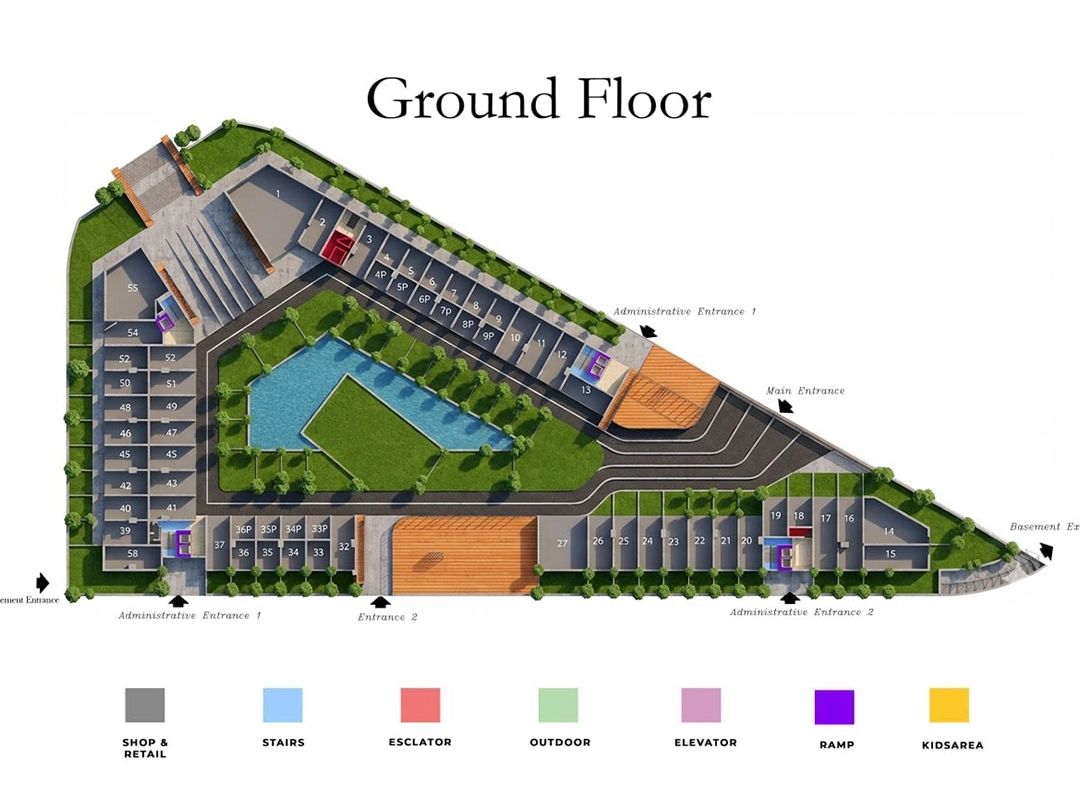 Ground Floor
1
2
3
4
5
6
7
8
9
10
11
12
13
4P
5P
6P
7p
8P
9P
Administrative Entrance 1
Main Entrance
55
54
52 52
50 51
48 49
46 47
45 45
42 43
40 41
39
58
37
36P 35P 34P 33P
36 35 34 33
32
27 26 25 24 23 22 21 20
19 18 17 16
14
15
Basement Ex
ement Entrance
Administrative Entrance 1
Entrance 2
Administrative Entrance 2
SHOP &
RETAIL
STAIRS
ESCLATOR
OUTDOOR
ELEVATOR
RAMP
KIDSAREA